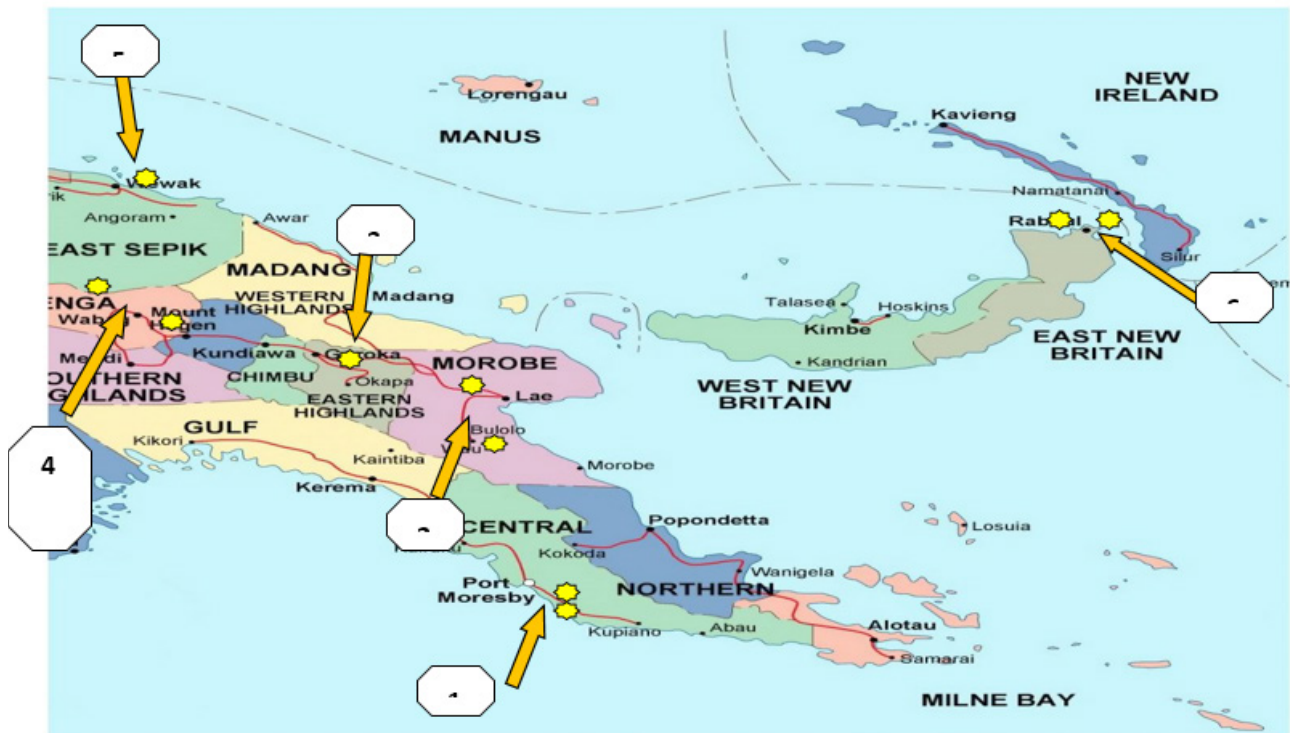 Lorengau
MANUS
NEW
IRELAND
Kavieng
Namatanai
Silur
Angoram
Awar
EAST SEPIK
MADANG
WESTERN
HIGHLANDS
Madang
Mount
Kundiawa
CHIMBU
Okapa
EASTERN
HIGHLANDS
MOROBE
Lae
Bulolo
Morobe
Talasea
Hoskins
Kimbe
Kandrian
EAST NEW
BRITAIN
WEST NEW
BRITAIN
GULF
Kikori
Kaintiba
Kerema
4
CENTRAL
Popondetta
Kokoda
Losuia
Port
Moresby
NORTHERN
Wanigela
Kupiano
Abau
Alotau
Samarai
MILNE BAY